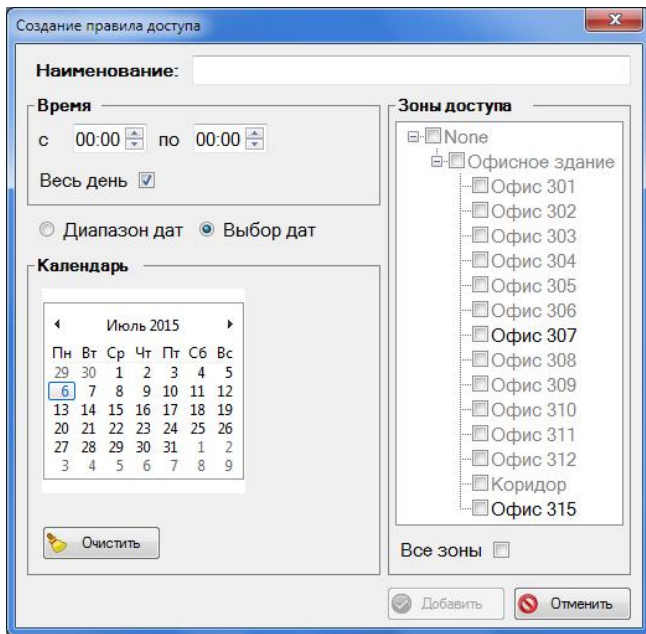 Создание правила доступа
Наименование:
Время
с 00:00 по 00:00
Весь день
Диапазон дат Выбор дат
Календарь
Июль 2015
Пн Вт Ср Чт Пт Сб Вс
29 30 1 2 3 4 5
6 7 8 9 10 11 12
13 14 15 16 17 18 19
20 21 22 23 24 25 26
27 28 29 30 31 1 2
3 4 5 6 7 8 9
Очистить
Зоны доступа
None
Офисное здание
Офис 301
Офис 302
Офис 303
Офис 304
Офис 305
Офис 306
Офис 307
Офис 308
Офис 309
Офис 310
Офис 311
Офис 312
Коридор
Офис 315
Все зоны
Добавить Отменить